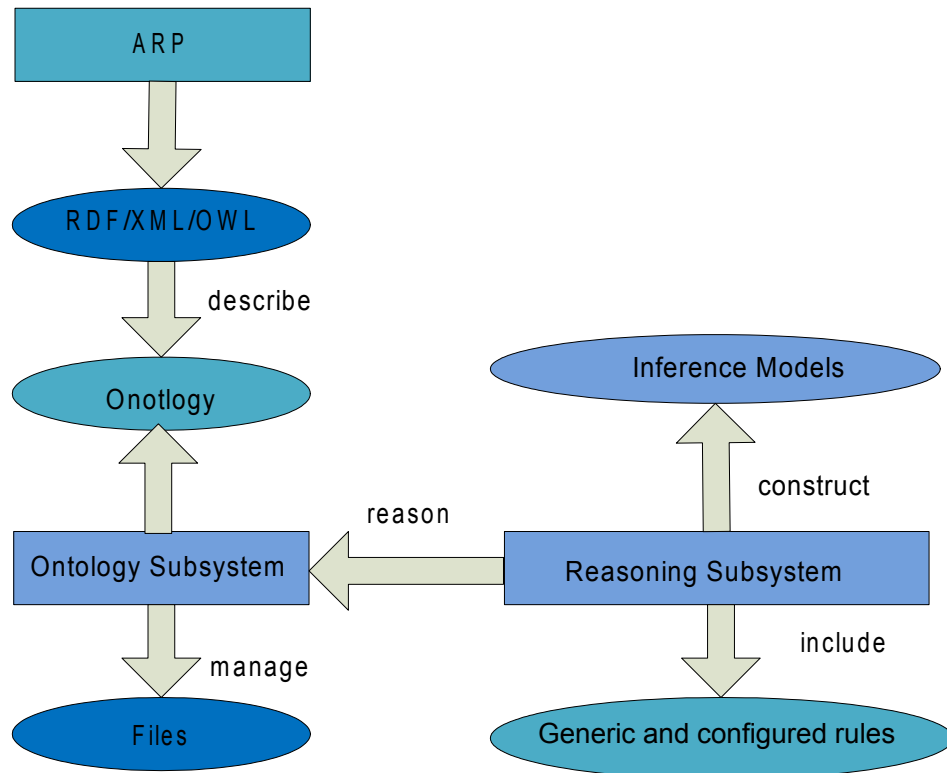 ARP
RDF/XML/OWL
describe
Onotlogy
Inference Models
construct
reason
Ontology Subsystem
Reasoning Subsystem
include
manage
Files
Generic and configured rules